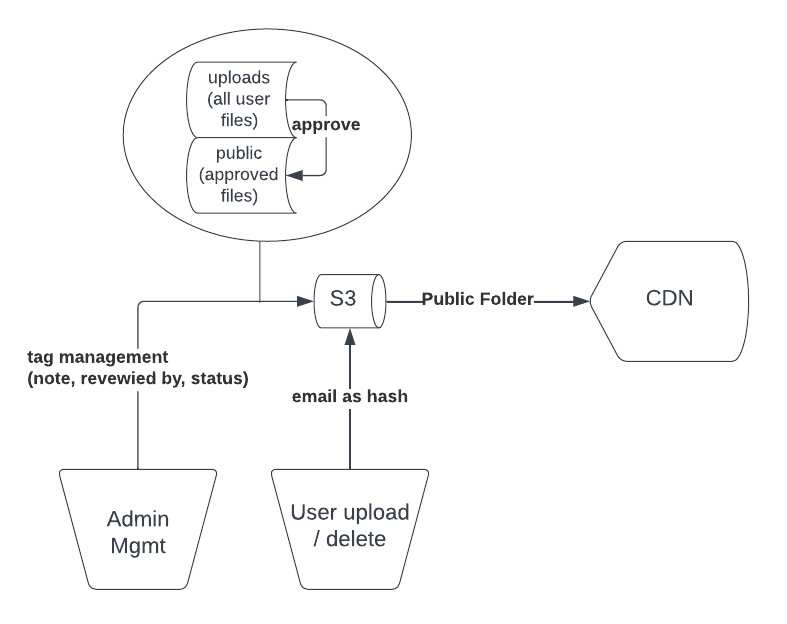 uploads
(all user
files)
approve
public
(approved
files)
S3
Public Folder
CDN
tag management
(note, revewied by, status)
email as hash
Admin
Mgmt
User upload
/ delete